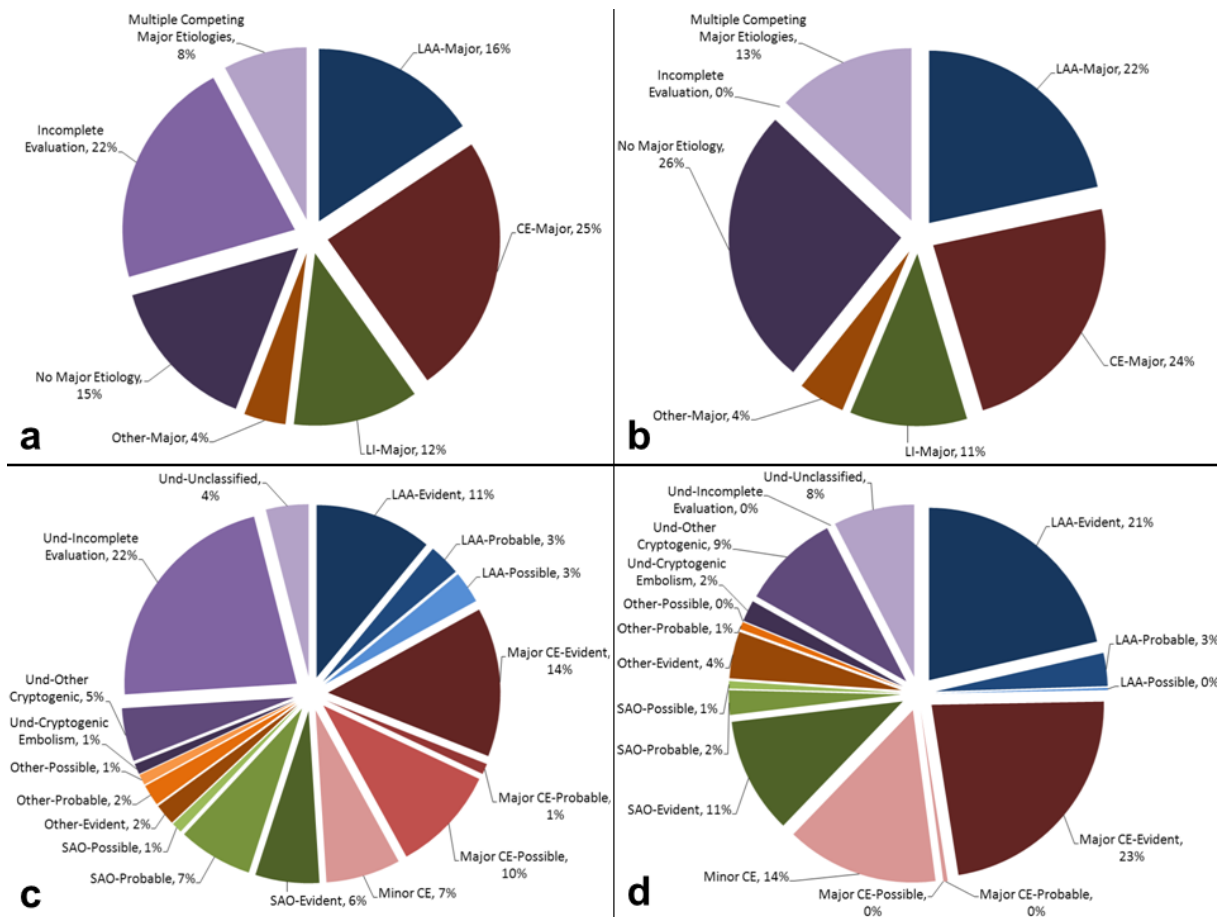 Multiple Competing
Major Etiologies,
8%
LAA-Major, 16%
Incomplete
Evaluation, 22%
CE-Major, 25%
No Major Etiology,
15%
Other-Major, 4%
LI-Major, 12%
a
Multiple Competing
Major Etiologies,
13%
LAA-Major, 22%
Incomplete
Evaluation, 0%
No Major Etiology,
26%
CE-Major, 24%
Other-Major, 4%
LI-Major, 11%
b
Und-Unclassified,
4%
LAA-Evident, 11%
Und-Incomplete
Evaluation, 22%
LAA-Probable, 3%
LAA-Possible, 3%
Major CE-Evident,
14%
Und-Other
Cryptogenic, 5%
Und-Cryptogenic
Embolism, 1%
Other-Possible, 1%
Other-Probable, 2%
Other-Evident, 2%
SAO-Possible, 1%
SAO-Probable, 7%
SAO-Evident, 6%
Minor CE, 7%
Major CE-Possible,
10%
Major CE-Probable,
1%
c
Und-Unclassified,
8%
Und-Incomplete
Evaluation, 0%
Und-Other
Cryptogenic, 9%
Und-Cryptogenic
Embolism, 2%
Other-Possible, 0%
Other-Probable, 1%
Other-Evident, 4%
SAO-Possible, 1%
SAO-Probable, 2%
SAO-Evident, 11%
Minor CE, 14%
Major CE-Possible,
0%
Major CE-Probable,
0%
Major CE-Evident,
23%
LAA-Possible, 0%
LAA-Probable, 3%
LAA-Evident, 21%
d